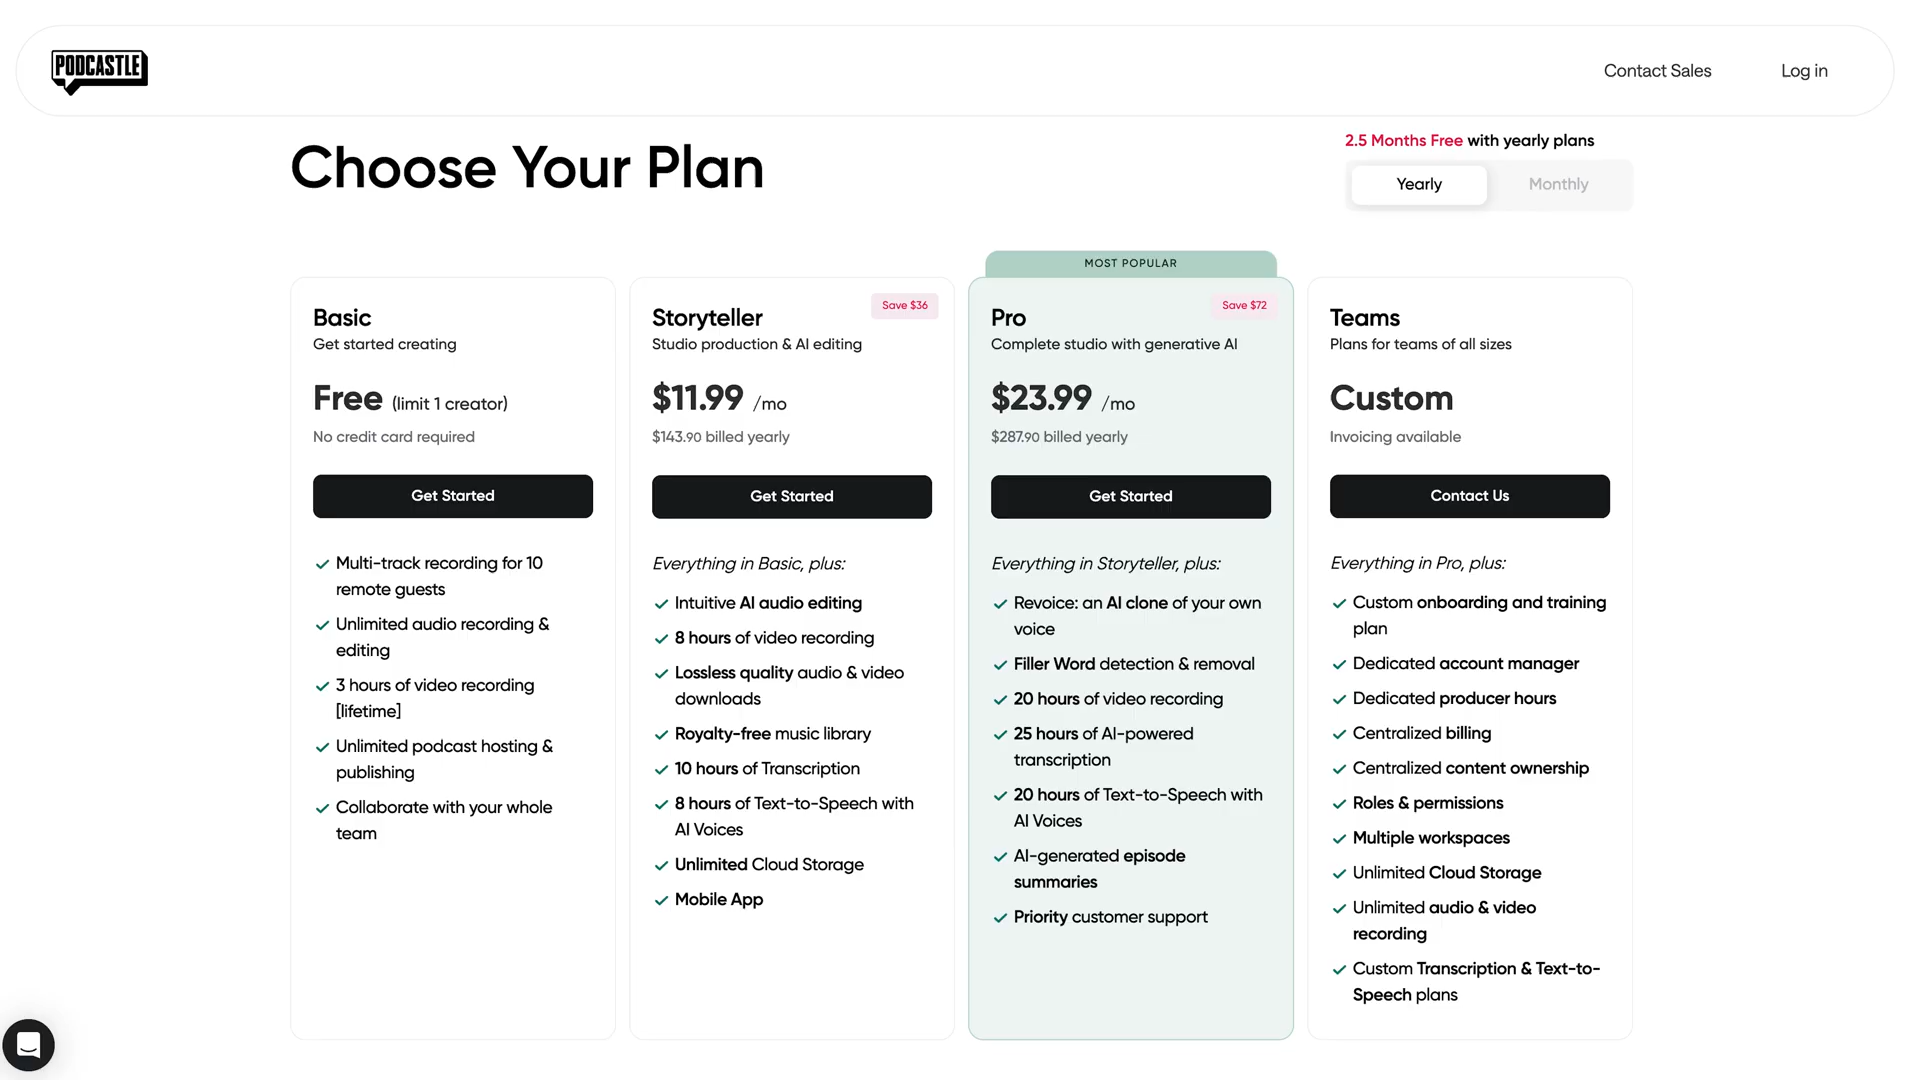 PODCASTLE
Contact Sales
Log in
Choose Your Plan
2.5 Months Free with yearly plans
Yearly
Monthly
Basic
Get started creating
Free (limit 1 creator)
No credit card required
Get Started
Multi-track recording for 10
remote guests
Unlimited audio recording &
editing
3 hours of video recording
[lifetime]
Unlimited podcast hosting &
publishing
Collaborate with your whole
team
Save $36
Storyteller
Studio production & AI editing
$11.99 /mo
$143.90 billed yearly
Get Started
Everything in Basic, plus:
Intuitive AI audio editing
8 hours of video recording
Lossless quality audio & video
downloads
Royalty-free music library
10 hours of Transcription
8 hours of Text-to-Speech with
AI Voices
Unlimited Cloud Storage
Mobile App
MOST POPULAR
Save $72
Pro
Complete studio with generative AI
$23.99 /mo
$287.90 billed yearly
Get Started
Everything in Storyteller, plus:
Revoice: an AI clone of your own
voice
Filler Word detection & removal
20 hours of video recording
25 hours of AI-powered
transcription
20 hours of Text-to-Speech with
AI Voices
AI-generated episode
summaries
Priority customer support
Teams
Plans for teams of all sizes
Custom
Invoicing available
Contact Us
Everything in Pro, plus:
Custom onboarding and training
plan
Dedicated account manager
Dedicated producer hours
Centralized billing
Centralized content ownership
Roles & permissions
Multiple workspaces
Unlimited Cloud Storage
Unlimited audio & video
recording
Custom Transcription & Text-to-
Speech plans